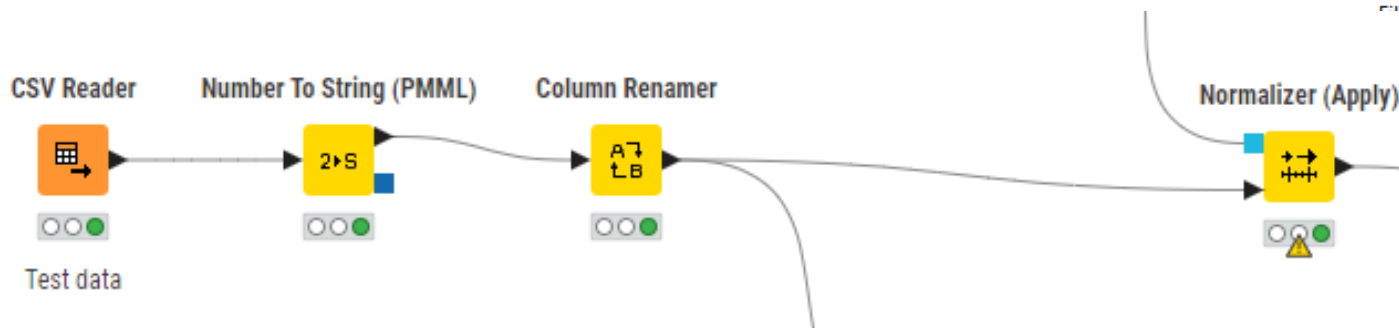 CSV Reader
Number To String (PMML)
Column Renamer
Normalizer (Apply)
2▸S
A
B
Test data